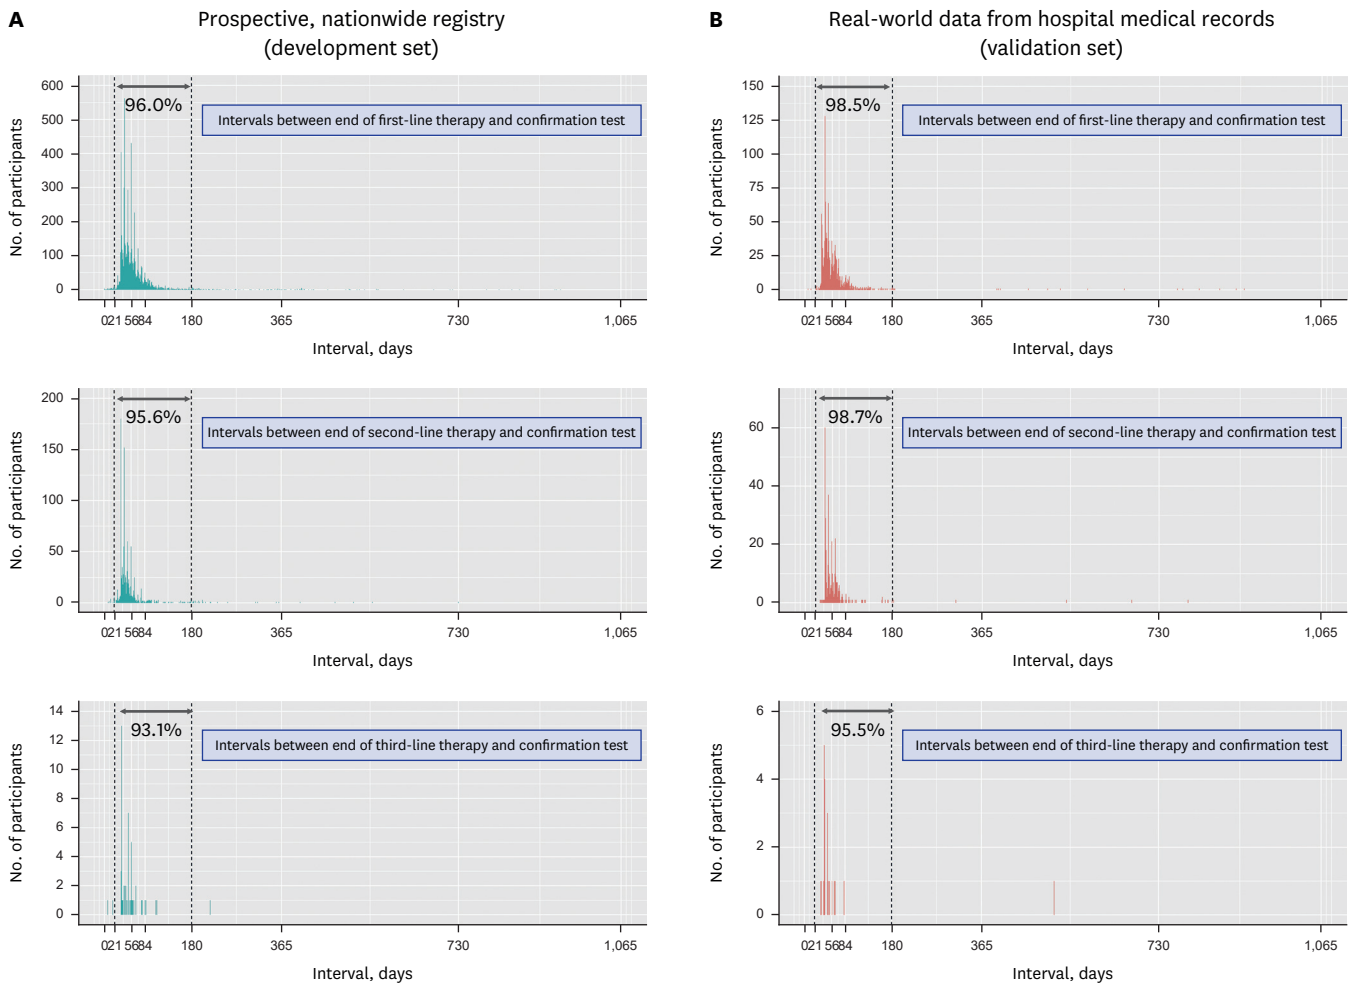 A
Prospective, nationwide registry
(development set)
No. of participants
600
500
400
300
200
100
0
96.0%
Intervals between end of first-line therapy and confirmation test
0 21 56 84 180 365 730 1,065
Interval, days
No. of participants
200
150
100
50
0
95.6%
Intervals between end of second-line therapy and confirmation test
0 21 56 84 180 365 730 1,065
Interval, days
No. of participants
14
12
10
8
6
4
2
0
93.1%
Intervals between end of third-line therapy and confirmation test
0 21 56 84 180 365 730 1,065
Interval, days
B
Real-world data from hospital medical records
(validation set)
No. of participants
150
125
100
75
50
25
0
98.5%
Intervals between end of first-line therapy and confirmation test
0 21 56 84 180 365 730 1,065
Interval, days
No. of participants
60
40
20
0
98.7%
Intervals between end of second-line therapy and confirmation test
0 21 56 84 180 365 730 1,065
Interval, days
No. of participants
6
4
2
0
95.5%
Intervals between end of third-line therapy and confirmation test
0 21 56 84 180 365 730 1,065
Interval, days